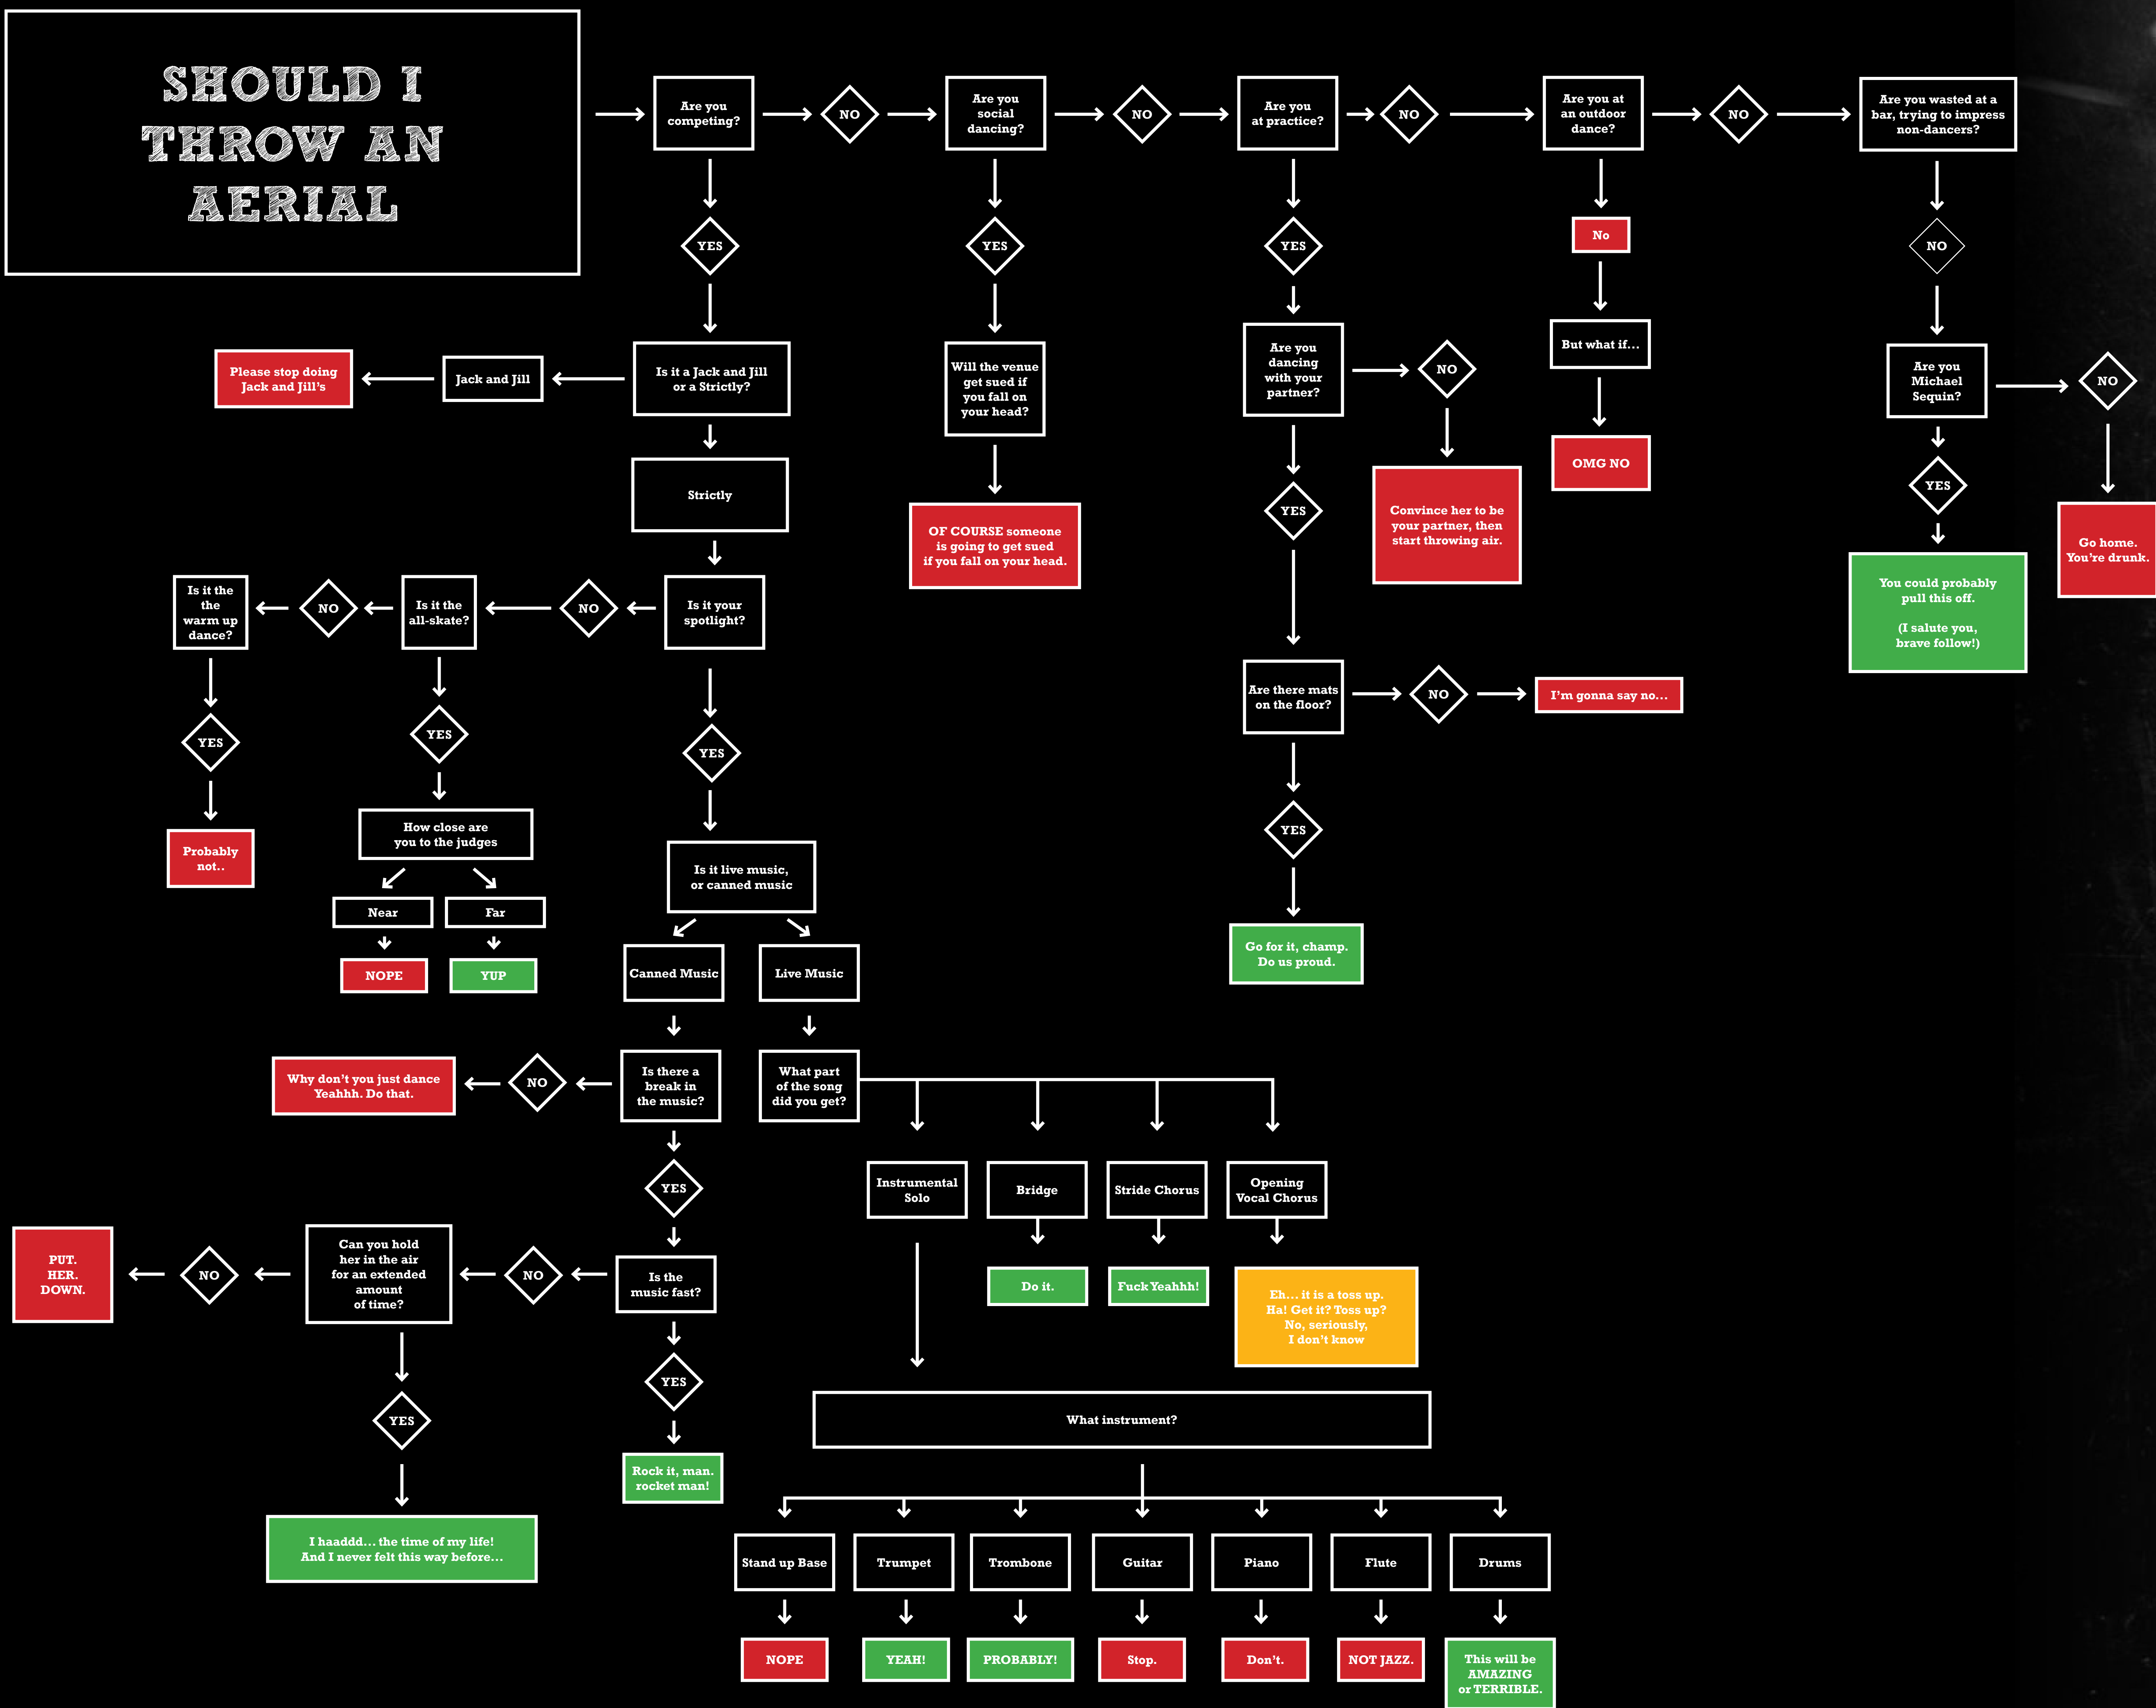 SHOULD I
THROW AN
AERIAL
Are you
competing?
NO
Are you
social
dancing?
NO
Are you
at practice?
NO
Are you at
an outdoor
dance?
NO
Are you wasted at a
bar, trying to impress
non-dancers?
YES
YES
YES
No
NO
Please stop doing
Jack and Jill's
Jack and Jill
Is it a Jack and Jill
or a Strictly?
Will the venue
get sued if
you fall on
your head?
Are you
dancing
with your
partner?
NO
But what if...
Are you
Michael
Sequin?
NO
Strictly
OF COURSE someone
is going to get sued
if you fall on your head.
YES
Convince her to be
your partner, then
start throwing air.
OMG NO
YES
Go home.
You're drunk.
You could probably
pull this off.
(I salute you,
brave follow!)
Is it the
the
warm up
dance?
NO
Is it the
all-skate?
NO
Is it your
spotlight?
Are there mats
on the floor?
NO
I'm gonna say no...
YES
YES
YES
YES
Probably
not..
How close are
you to the judges
Is it live music,
or canned music
Near
Far
Go for it, champ.
Do us proud.
NOPE
YUP
Canned Music
Live Music
Why don't you just dance
Yeahhh. Do that.
NO
Is there a
break in
the music?
What part
of the song
did you get?
YES
Instrumental
Solo
Bridge
Stride Chorus
Opening
Vocal Chorus
PUT.
HER.
DOWN.
NO
Can you hold
her in the air
for an extended
amount
of time?
NO
Is the
music fast?
Do it.
Fuck Yeahhh!
Eh... it is a toss up.
Ha! Get it? Toss up?
No, seriously,
I don't know
YES
YES
What instrument?
Rock it, man.
rocket man!
I haaddd... the time of my life!
And I never felt this way before...
Stand up Base
Trumpet
Trombone
Guitar
Piano
Flute
Drums
NOPE
YEAH!
PROBABLY!
Stop.
Don't.
NOT JAZZ.
This will be
AMAZING
or TERRIBLE.